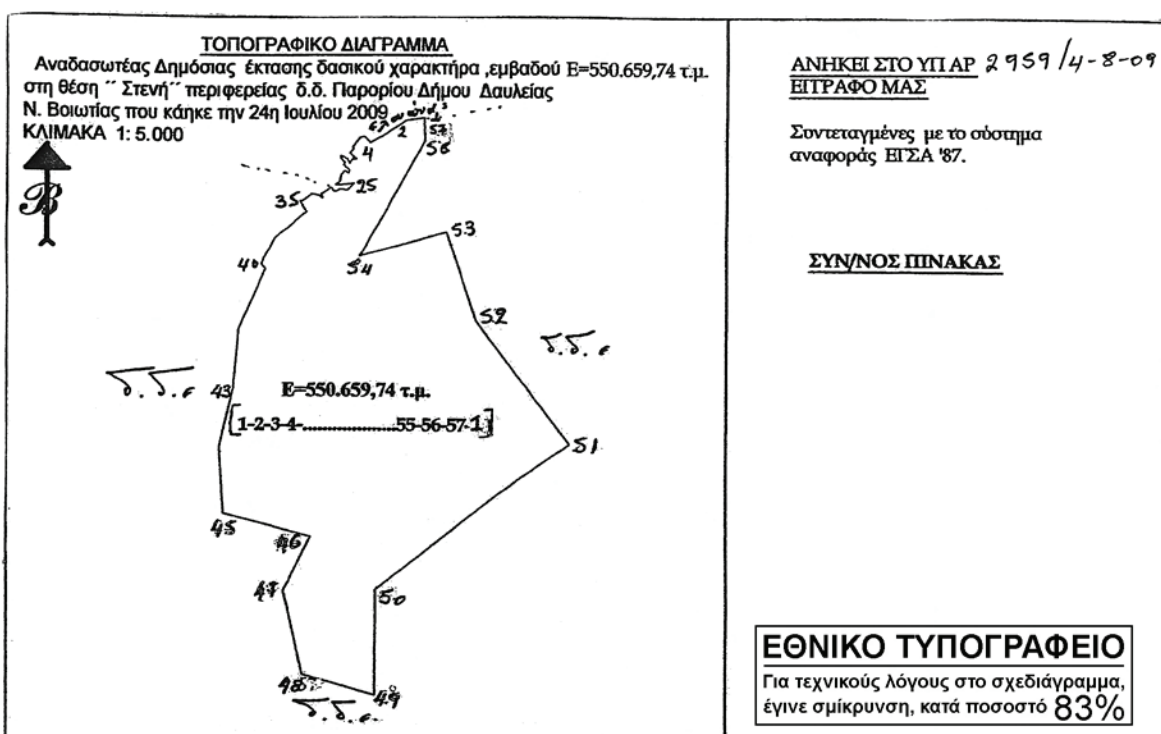 ΤΟΠΟΓΡΑΦΙΚΟ ΔΙΑΓΡΑΜΜΑ
Αναδασωτέας Δημόσιας έκτασης δασικού χαρακτήρα ,εμβαδού Ε=550.659,74 τ.μ.
στη θέση ´´ Στενή´´ περιφερείας δ.δ. Παρορίου Δήμου Δαυλείας
Ν. Βοιωτίας που κάηκε την 24η Ιουλίου 2009
ΚΛΙΜΑΚΑ 1: 5.000
Β
2
57
56
4
25
35
53
54
40
52
δ.δ.ε
δ.δ.ε
43
Ε=550.659,74 τ.μ.
[1-2-3-4-.....................55-56-57-1]
51
45
46
47
50
48
49
δ.δ.ε.
ΑΝΗΚΕΙ ΣΤΟ ΥΠ ΑΡ 2959/4-8-09
ΕΓΓΡΑΦΟ ΜΑΣ
Συντεταγμένες με το σύστημα
αναφοράς ΕΓΣΑ '87.
ΣΥΝ/ΝΟΣ ΠΙΝΑΚΑΣ
ΕΘΝΙΚΟ ΤΥΠΟΓΡΑΦΕΙΟ
Για τεχνικούς λόγους στο σχεδιάγραμμα,
έγινε σμίκρυνση, κατά ποσοστό 83%